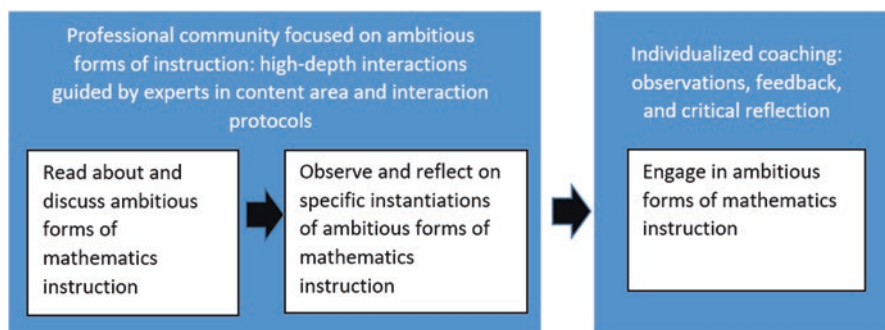 Professional community focused on ambitious
forms of instruction: high-depth interactions
guided by experts in content area and interaction
protocols
Read about and
discuss ambitious
forms of
mathematics
instruction
Observe and reflect on
specific instantiations
of ambitious forms of
mathematics
instruction
Individualized coaching:
observations, feedback,
and critical reflection
Engage in ambitious
forms of mathematics
instruction